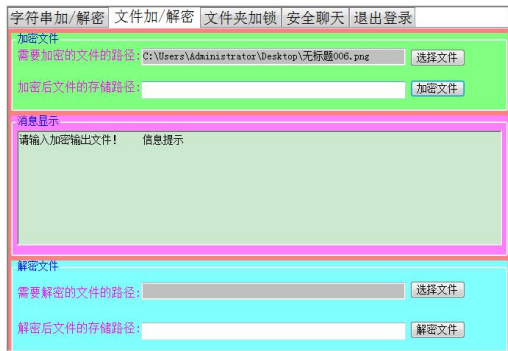 字符串加/解密 文件加/解密 文件夹加锁 安全聊天 退出登录
加密文件
需要加密的文件的路径: C:\Users\Administrator\Desktop\无标题006.png 选择文件
加密后文件的存储路径: 加密文件
消息显示
请输入加密输出文件! 信息提示
解密文件
需要解密的文件的路径: 选择文件
解密后文件的存储路径: 解密文件